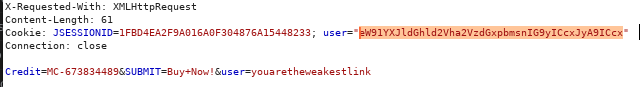 X-Requested-With: XMLHttpRequest
Content-Length: 61
Cookie: JSESSIONID=1FBD4EA2F9A016A0F304876A15448233; user="eW91YXJldGhld2Vha2VzdGxpbmsnIG9yICcxJyA9ICcx"
Connection: close
Credit=MC-673834489&SUBMIT=Buy+Now!&user=youaretheweakestlink